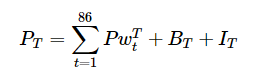 P_T = \sum_{t=1}^{86} Pw_t^T + B_T + I_T